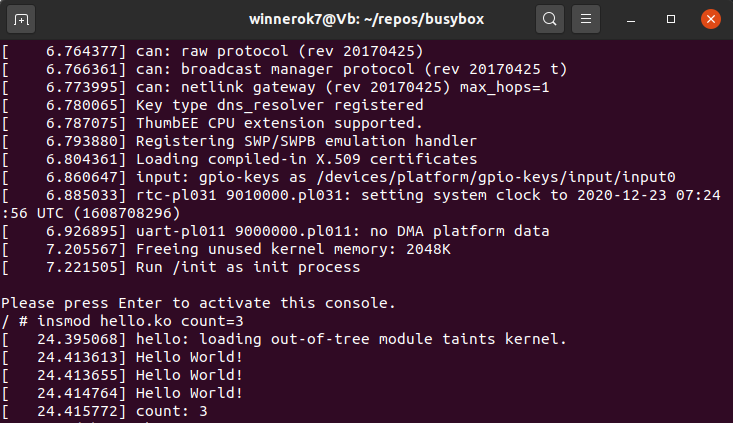 winnerok7@Vb: ~/repos/busybox
[    6.764377] can: raw protocol (rev 20170425)
[    6.766361] can: broadcast manager protocol (rev 20170425 t)
[    6.773995] can: netlink gateway (rev 20170425) max_hops=1
[    6.780065] Key type dns_resolver registered
[    6.787075] ThumbEE CPU extension supported.
[    6.793880] Registering SWP/SWPB emulation handler
[    6.804361] Loading compiled-in X.509 certificates
[    6.860647] input: gpio-keys as /devices/platform/gpio-keys/input/input0
[    6.885033] rtc-pl031 9010000.pl031: setting system clock to 2020-12-23 07:24
:56 UTC (1608708296)
[    6.926895] uart-pl011 9000000.pl011: no DMA platform data
[    7.205567] Freeing unused kernel memory: 2048K
[    7.221505] Run /init as init process
Please press Enter to activate this console.
/ # insmod hello.ko count=3
[   24.395068] hello: loading out-of-tree module taints kernel.
[   24.413613] Hello World!
[   24.413655] Hello World!
[   24.414764] Hello World!
[   24.415772] count: 3